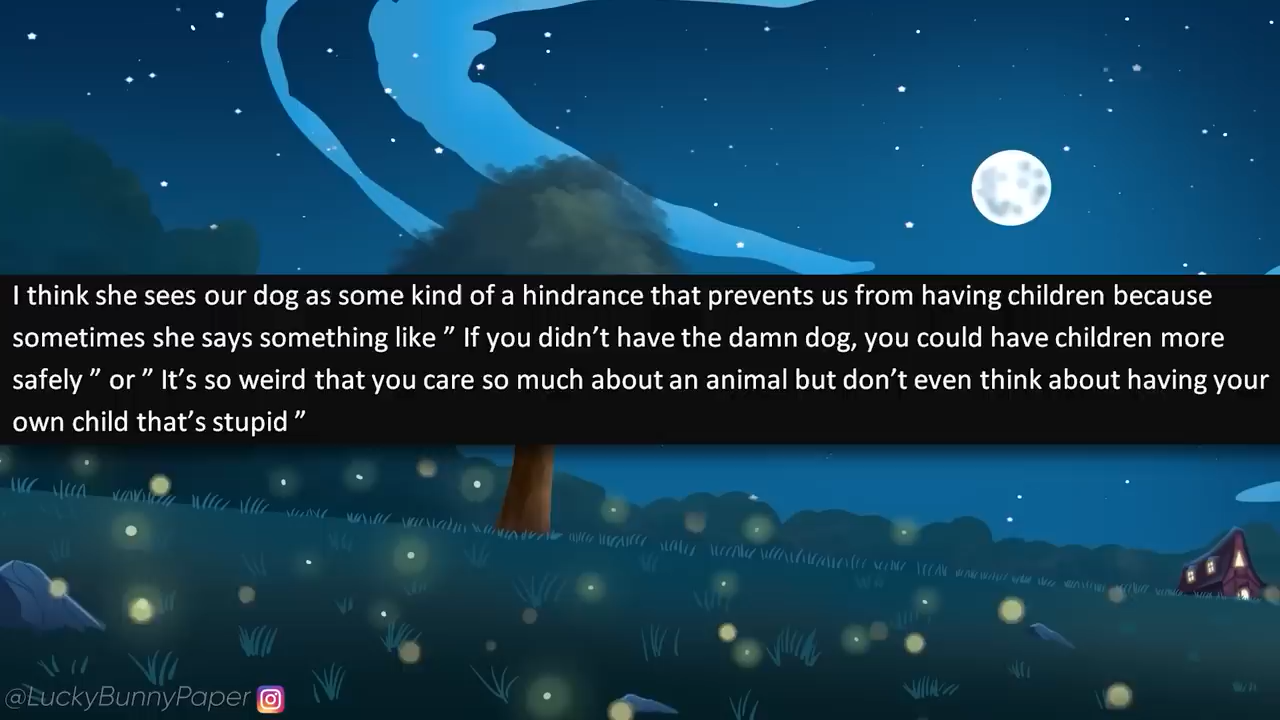 I think she sees our dog as some kind of a hindrance that prevents us from having children because
sometimes she says something like ” If you didn’t have the damn dog, you could have children more
safely ” or ” It’s so weird that you care so much about an animal but don’t even think about having your
own child that’s stupid ”
@LuckyBunnyPaper